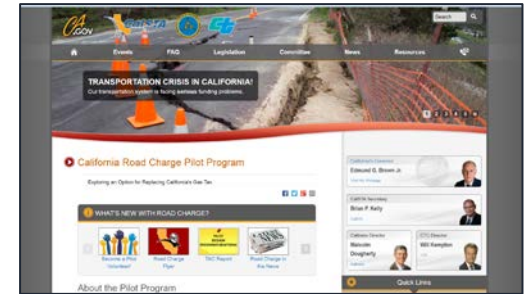 CA
.GOV
CalSTA
Search
Events FAQ Legislation Committee News Resources
TRANSPORTATION CRISIS IN CALIFORNIA!
Our transportation system is facing serious funding problems.
California Road Charge Pilot Program
Exploring an Option for Replacing California's Gas Tax
WHAT'S NEW WITH ROAD CHARGE?
Become a Pilot
Volunteer!
Road Charge
Flyer
TAC Report
Road Charge in
the News
About the Pilot Program
California's Governor
Edmund G. Brown Jr.
CalSTA Secretary
Brian P. Kelly
Caltrans Director
Malcolm
Dougherty
CTC Director
Will Kempton
Quick Links